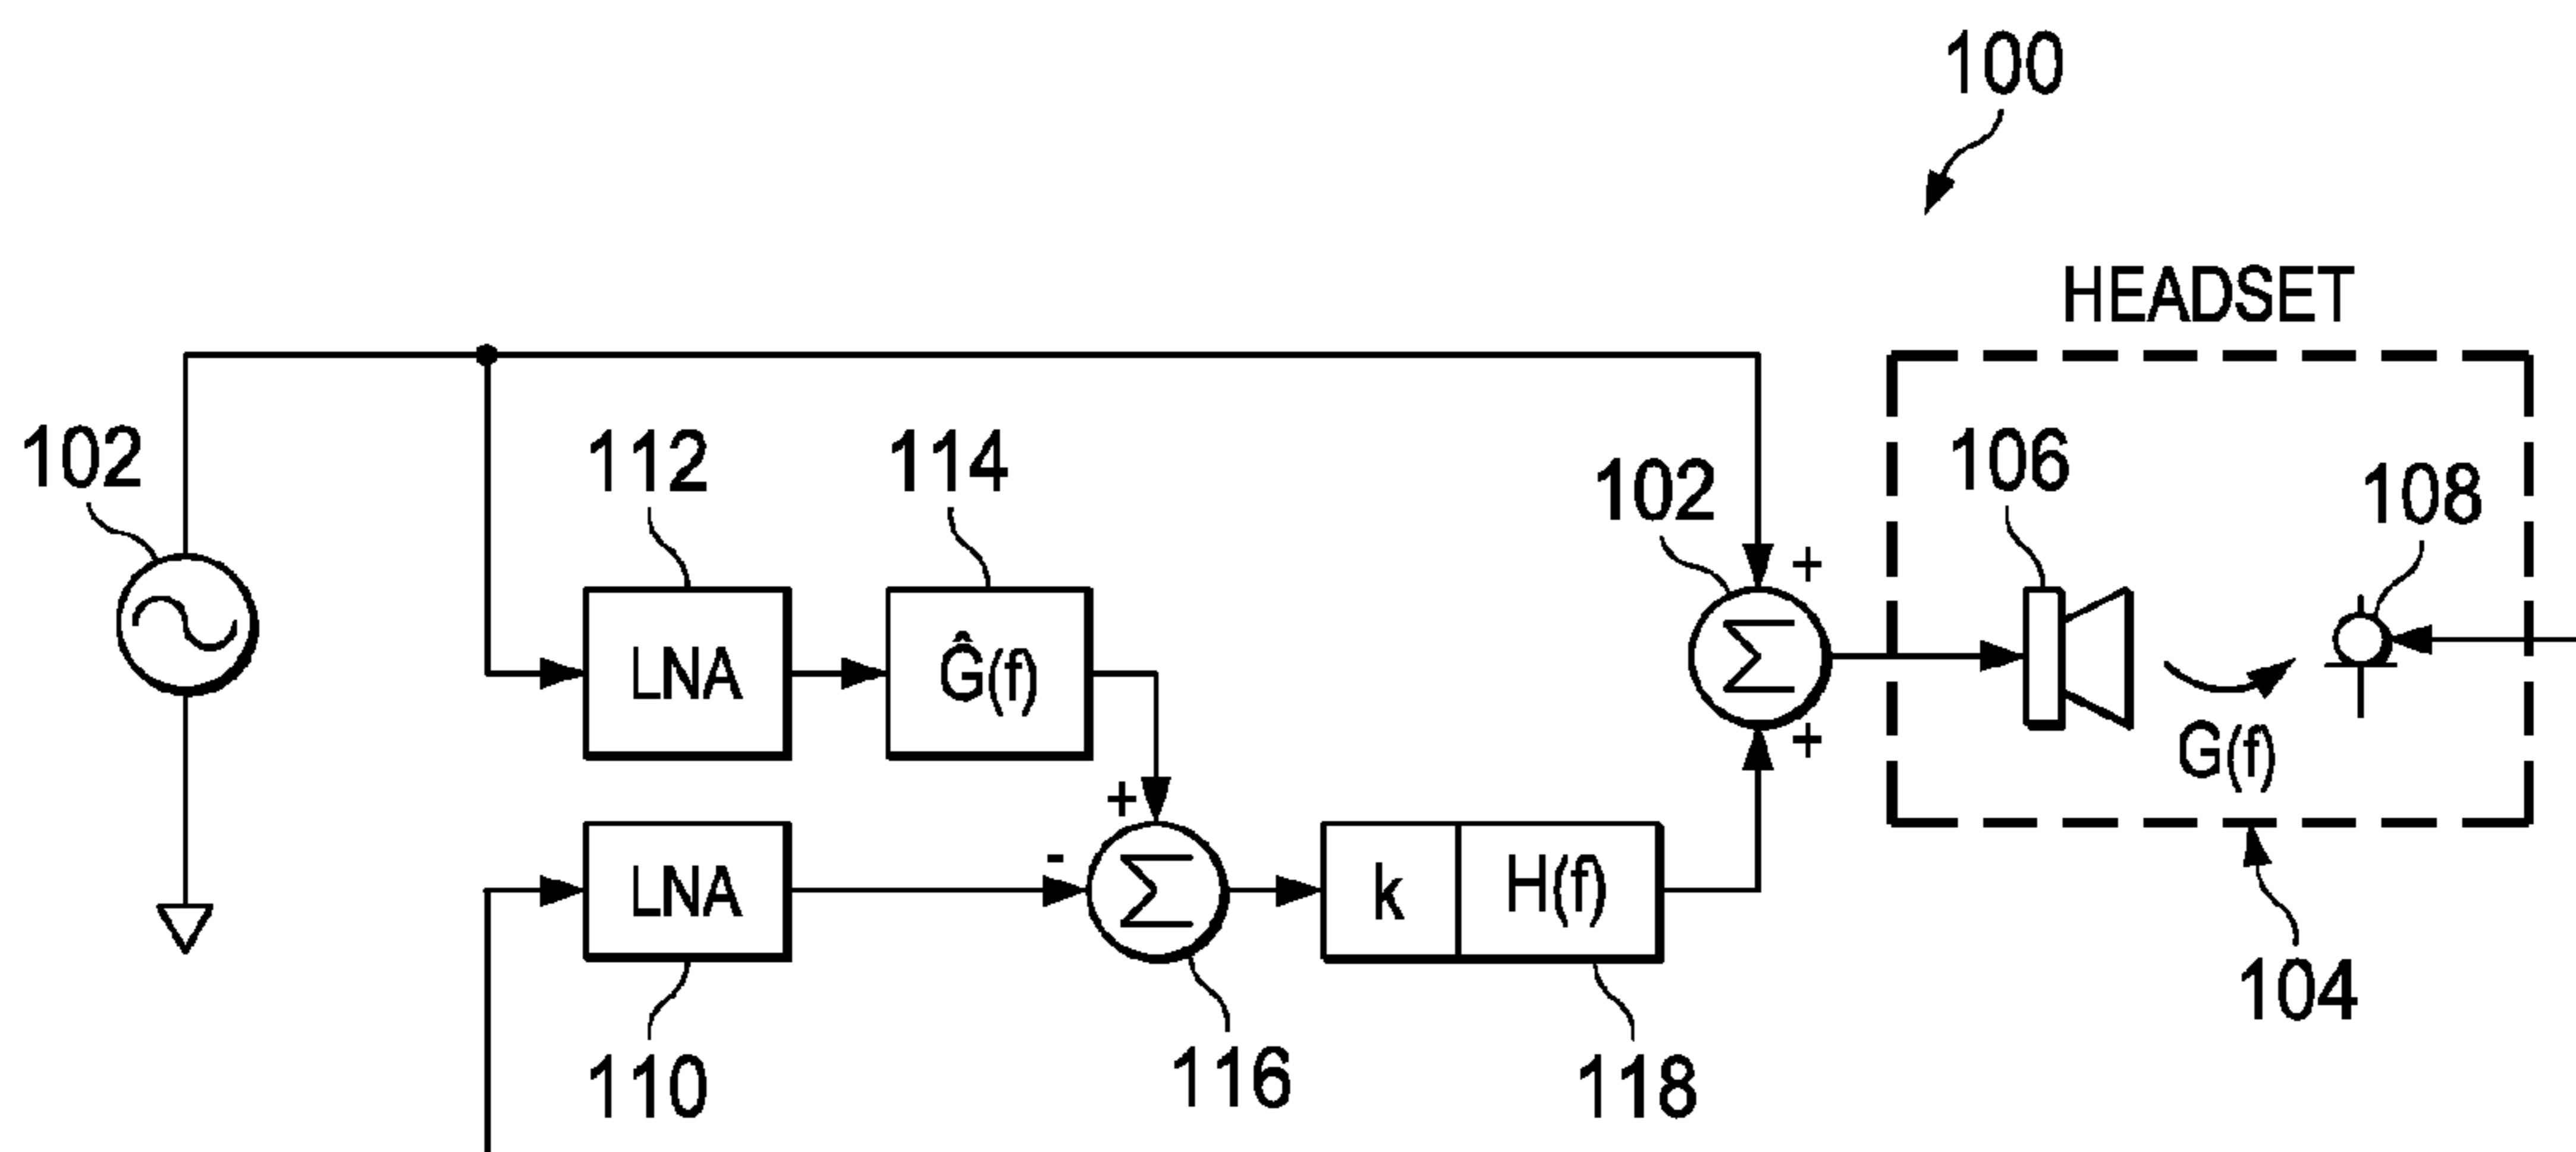 100
HEADSET
102
112
114
102
106
108
LNA
Ĝ(f)
+
Σ
+
G(f)
+
-
LNA
Σ
k
H(f)
104
110
116
118